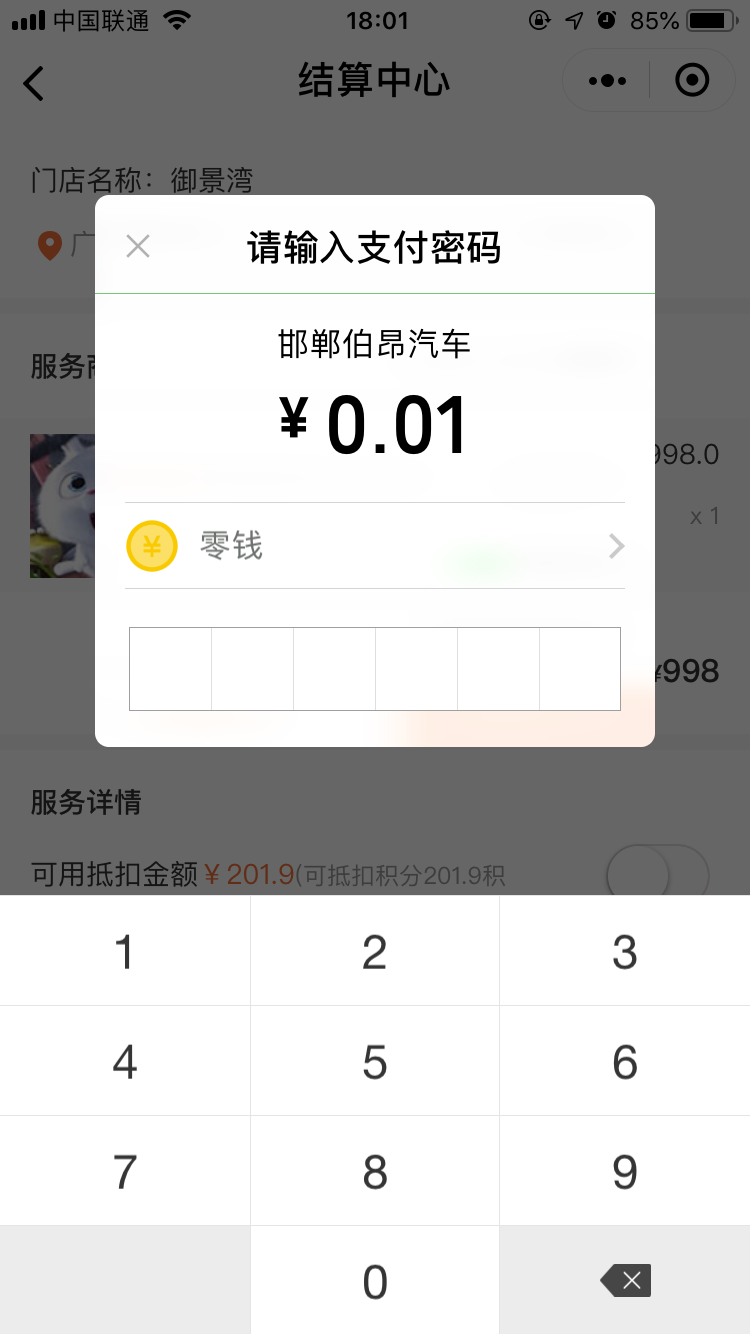 中国联通 18:01 85%
结算中心
门店名称：御景湾
广
请输入支付密码
邯郸伯昂汽车
¥0.01
服务商
998.0
x 1
零钱
¥998
服务详情
可用抵扣金额¥201.9(可抵扣积分201.9积
1 2 3
4 5 6
7 8 9
0